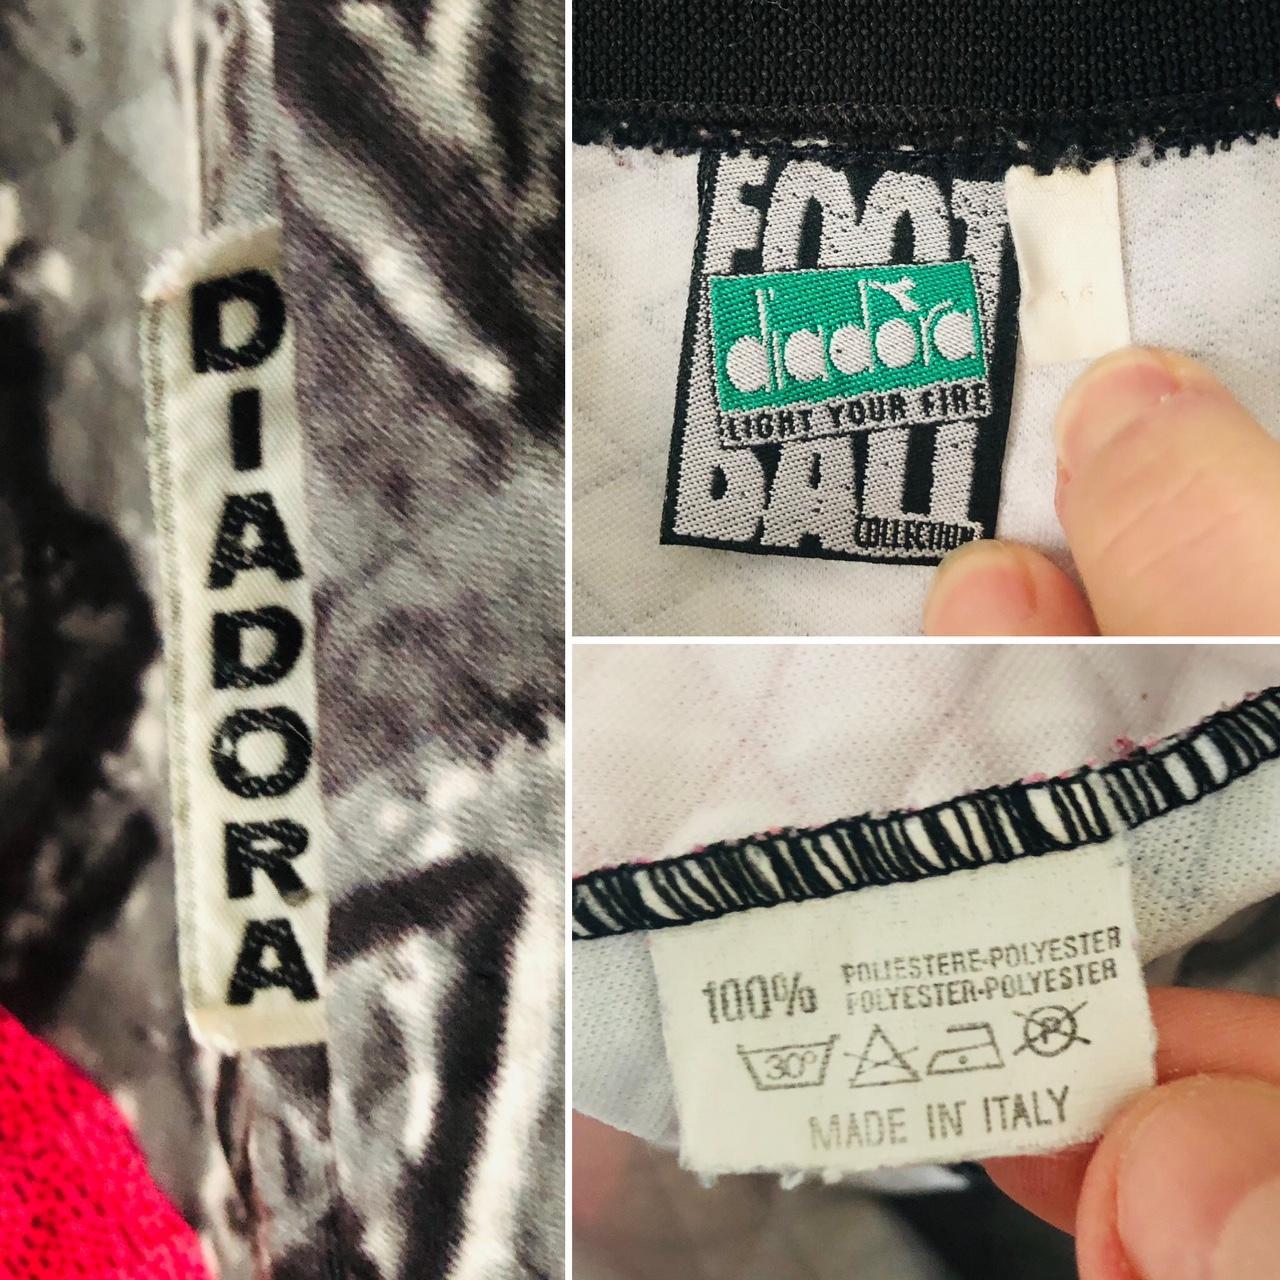 DIADORA
FOOT
diadora
LIGHT YOUR FIRE
BALL
COLLECTION
100% POLIESTERE-POLYESTER
POLYESTER-POLYESTER
30° P
MADE IN ITALY